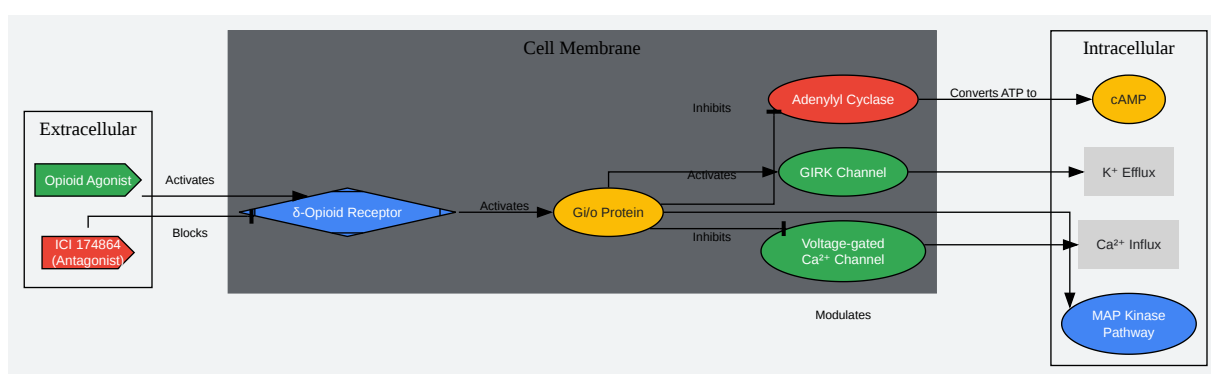 Cell Membrane
Intracellular
Extracellular
Opioid Agonist
Activates
ICI 174864
(Antagonist)
Blocks
δ-Opioid Receptor
Activates
Gi/o Protein
Inhibits
Adenylyl Cyclase
Converts ATP to
cAMP
Activates
GIRK Channel
K⁺ Efflux
Inhibits
Voltage-gated
Ca²⁺ Channel
Ca²⁺ Influx
Modulates
MAP Kinase
Pathway